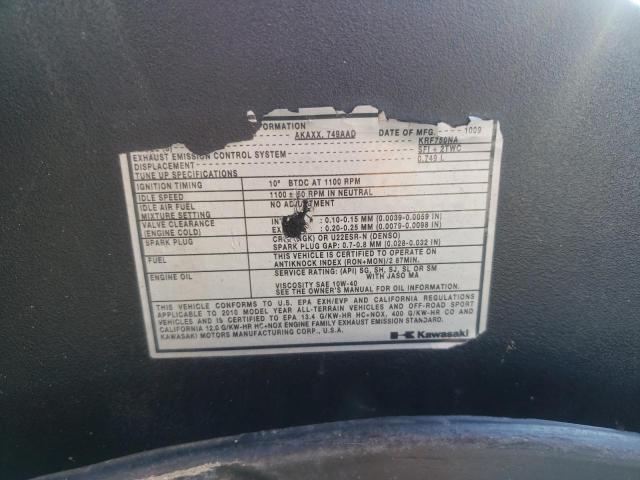 FORMATION
AKAXX. 749AAD DATE OF MFG. 1009
KRF750NA
EXHAUST EMISSION CONTROL SYSTEM SFI + 2TWC
DISPLACEMENT 0.749 L
TUNE UP SPECIFICATIONS
IGNITION TIMING 10° BTDC AT 1100 RPM
IDLE SPEED 1100 ± 50 RPM IN NEUTRAL
IDLE AIR FUEL MIXTURE SETTING NO ADJUSTMENT
VALVE CLEARANCE (ENGINE COLD) IN : 0.10-0.15 MM (0.0039-0.0059 IN)
EX : 0.20-0.25 MM (0.0079-0.0098 IN)
SPARK PLUG (NGK) OR U22ESR-N (DENSO)
SPARK PLUG GAP: 0.7-0.8 MM (0.028-0.032 IN)
FUEL THIS VEHICLE IS CERTIFIED TO OPERATE ON
ANTIKNOCK INDEX (RON+MON)/2 87MIN.
ENGINE OIL SERVICE RATING: (API) SG, SH, SJ, SL OR SM
WITH JASO MA
VISCOSITY SAE 10W-40
SEE THE OWNER'S MANUAL FOR OIL INFORMATION.
THIS VEHICLE CONFORMS TO U.S. EPA EXH/EVP AND CALIFORNIA REGULATIONS
APPLICABLE TO 2010 MODEL YEAR ALL-TERRAIN VEHICLES AND OFF-ROAD SPORT
VEHICLES AND IS CERTIFIED TO EPA 13.4 G/KW-HR HC+NOX, 400 G/KW-HR CO AND
CALIFORNIA 12.0 G/KW-HR HC+NOX ENGINE FAMILY EXHAUST EMISSION STANDARD.
KAWASAKI MOTORS MANUFACTURING CORP., U.S.A.
Kawasaki